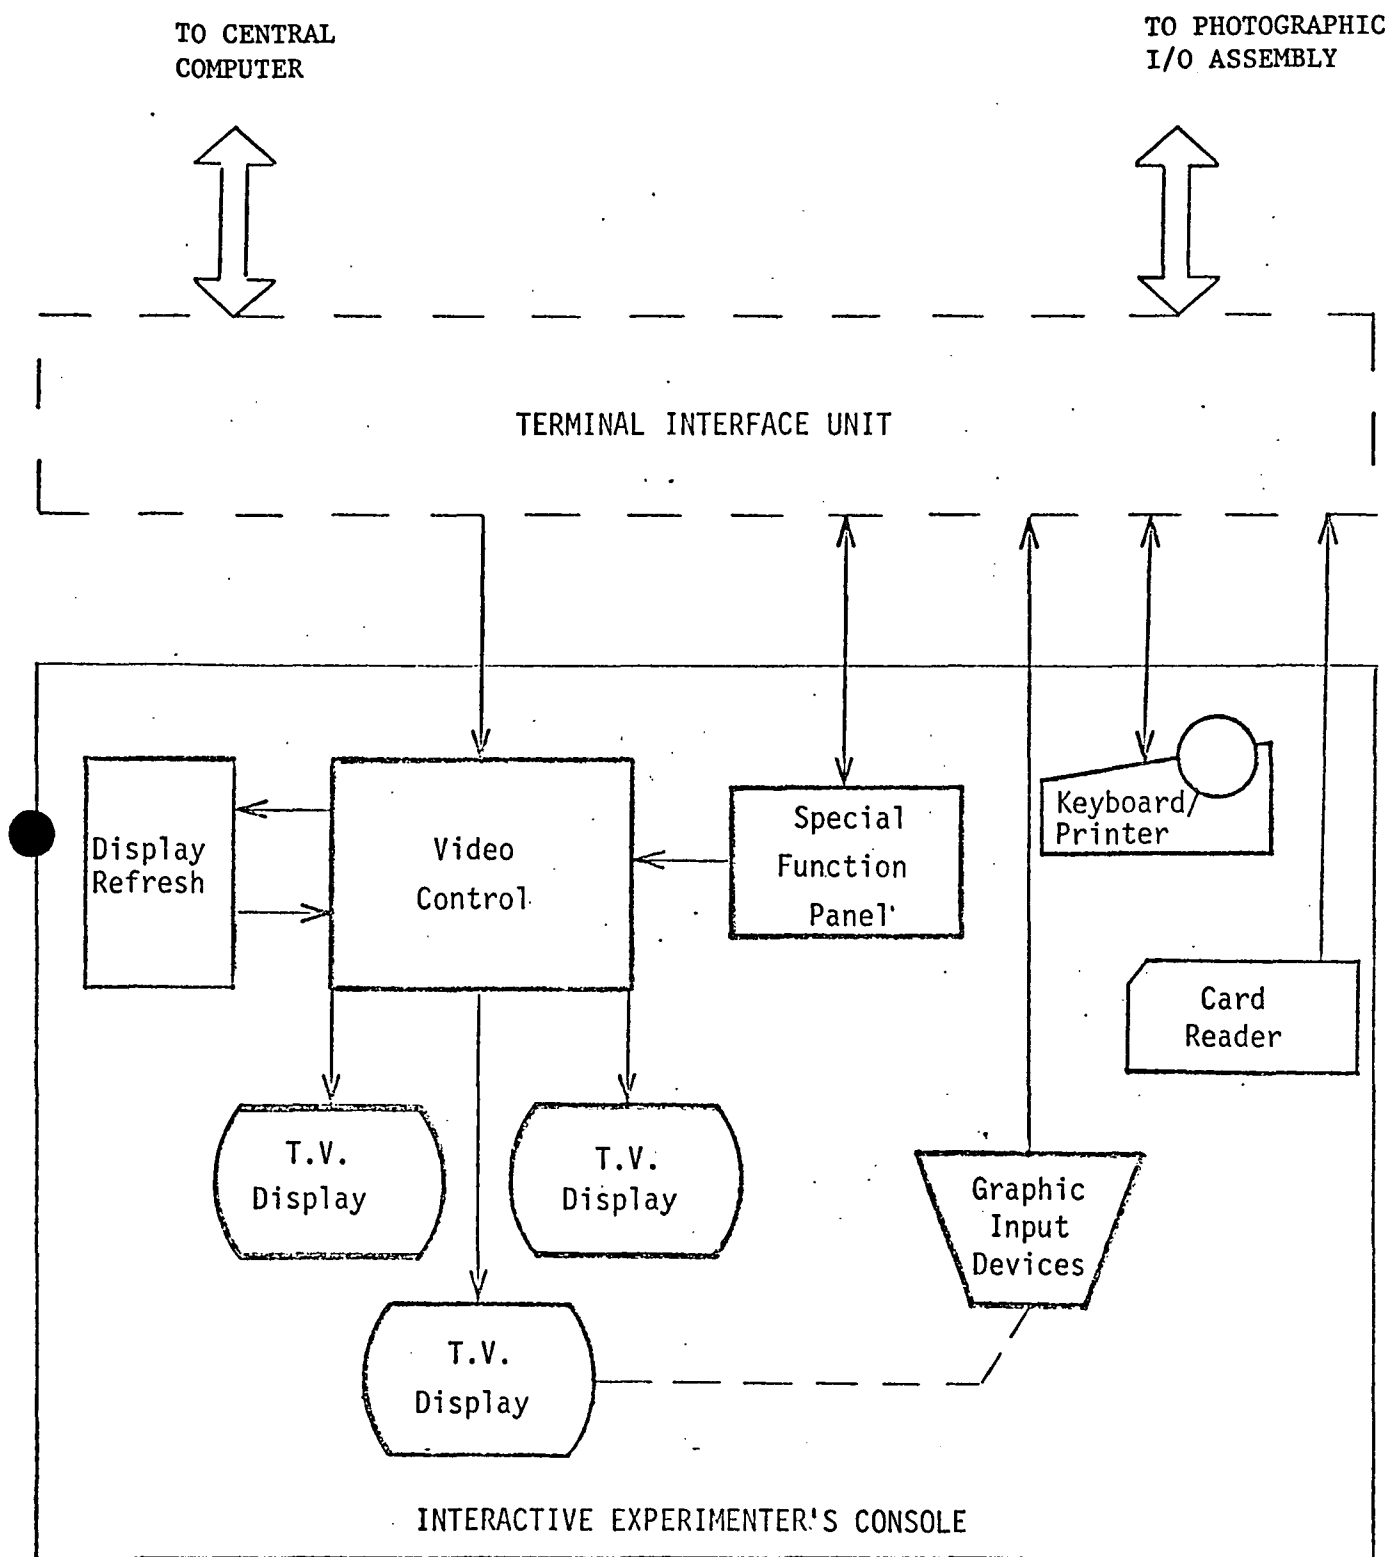 TO CENTRAL
COMPUTER
TO PHOTOGRAPHIC
I/O ASSEMBLY
TERMINAL INTERFACE UNIT
Display
Refresh
Video
Control
Special
Function
Panel
Keyboard/
Printer
Card
Reader
T.V.
Display
T.V.
Display
Graphic
Input
Devices
T.V.
Display
INTERACTIVE EXPERIMENTER'S CONSOLE